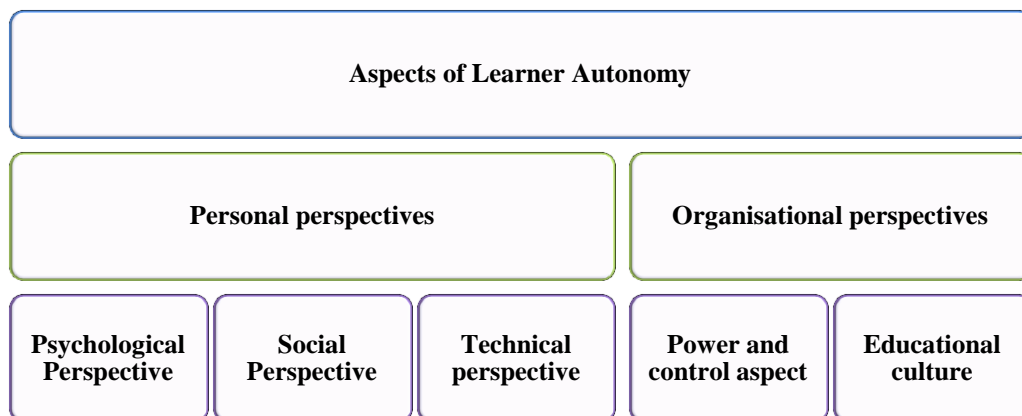 Aspects of Learner Autonomy
Personal perspectives
Organisational perspectives
Psychological
Perspective
Social
Perspective
Technical
perspective
Power and
control aspect
Educational
culture